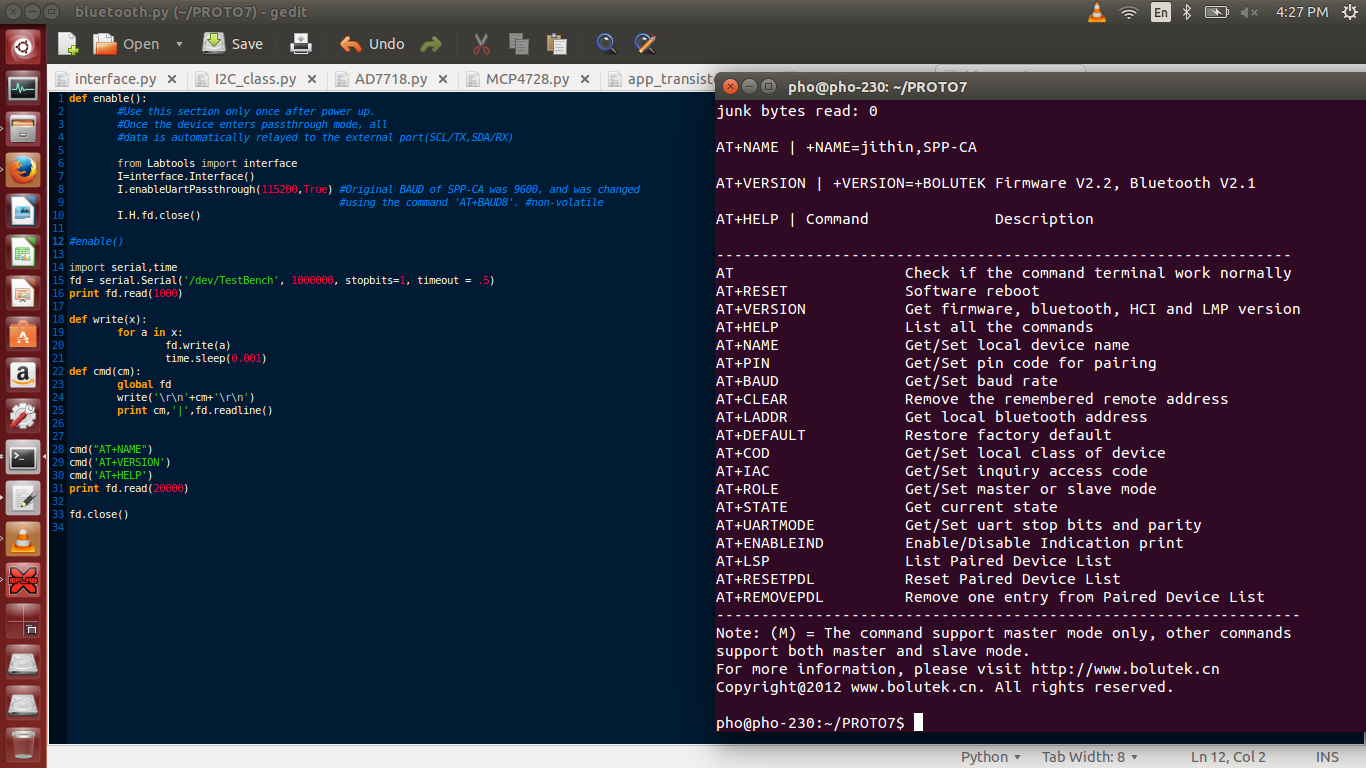 bluetooth.py (~/PROTO7) - gedit
En
4:27 PM
Open
Save
Undo
interface.py
I2C_class.py
AD7718.py
MCP4728.py
app_transisto
1 def enable():
2 #Use this section only once after power up.
3 #Once the device enters passthrough mode, all
4 #data is automatically relayed to the external port(SCL/TX,SDA/RX)
5
6 from Labtools import interface
7 I=interface.Interface()
8 I.enableUartPassthrough(115200,True) #Original BAUD of SPP-CA was 9600, and was changed
9 #using the command 'AT+BAUD8'. #non-volatile
10 I.H.fd.close()
11
12 #enable()
13
14 import serial,time
15 fd = serial.Serial('/dev/TestBench', 1000000, stopbits=1, timeout = .5)
16 print fd.read(1000)
17
18 def write(x):
19 for a in x:
20 fd.write(a)
21 time.sleep(0.001)
22 def cmd(cm):
23 global fd
24 write('\r\n'+cm+'\r\n')
25 print cm,'|',fd.readline()
26
27
28 cmd("AT+NAME")
29 cmd('AT+VERSION')
30 cmd('AT+HELP')
31 print fd.read(20000)
32
33 fd.close()
34
pho@pho-230: ~/PROTO7
junk bytes read: 0
AT+NAME | +NAME=jithin,SPP-CA
AT+VERSION | +VERSION=+BOLUTEK Firmware V2.2, Bluetooth V2.1
AT+HELP | Command Description
----------------------------------------------------------------
AT Check if the command terminal work normally
AT+RESET Software reboot
AT+VERSION Get firmware, bluetooth, HCI and LMP version
AT+HELP List all the commands
AT+NAME Get/Set local device name
AT+PIN Get/Set pin code for pairing
AT+BAUD Get/Set baud rate
AT+CLEAR Remove the remembered remote address
AT+LADDR Get local bluetooth address
AT+DEFAULT Restore factory default
AT+COD Get/Set local class of device
AT+IAC Get/Set inquiry access code
AT+ROLE Get/Set master or slave mode
AT+STATE Get current state
AT+UARTMODE Get/Set uart stop bits and parity
AT+ENABLEIND Enable/Disable Indication print
AT+LSP List Paired Device List
AT+RESETPDL Reset Paired Device List
AT+REMOVEPDL Remove one entry from Paired Device List
-----------------------------------------------------------------
Note: (M) = The command support master mode only, other commands
support both master and slave mode.
For more information, please visit http://www.bolutek.cn
Copyright@2012 www.bolutek.cn. All rights reserved.
pho@pho-230:~/PROTO7$
Python
Tab Width: 8
Ln 12, Col 2
INS